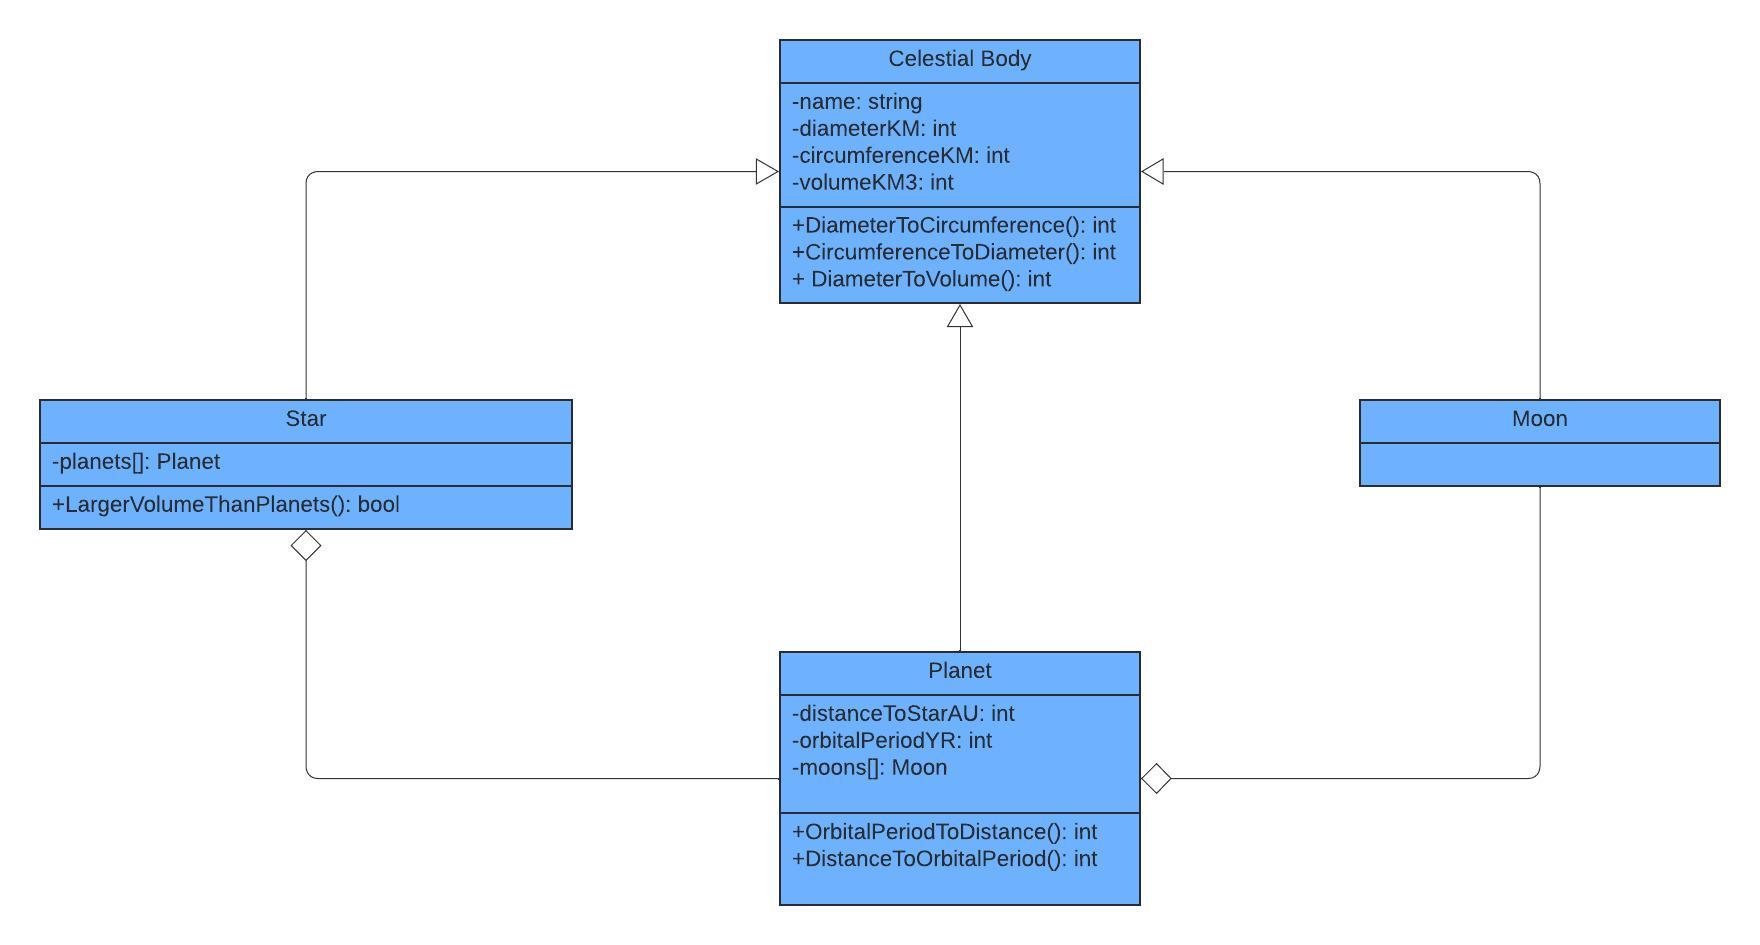 Celestial Body
-name: string
-diameterKM: int
-circumferenceKM: int
-volumeKM3: int
+DiameterToCircumference(): int
+CircumferenceToDiameter(): int
+ DiameterToVolume(): int
Star
-planets[]: Planet
+LargerVolumeThanPlanets(): bool
Moon
Planet
-distanceToStarAU: int
-orbitalPeriodYR: int
-moons[]: Moon
+OrbitalPeriodToDistance(): int
+DistanceToOrbitalPeriod(): int